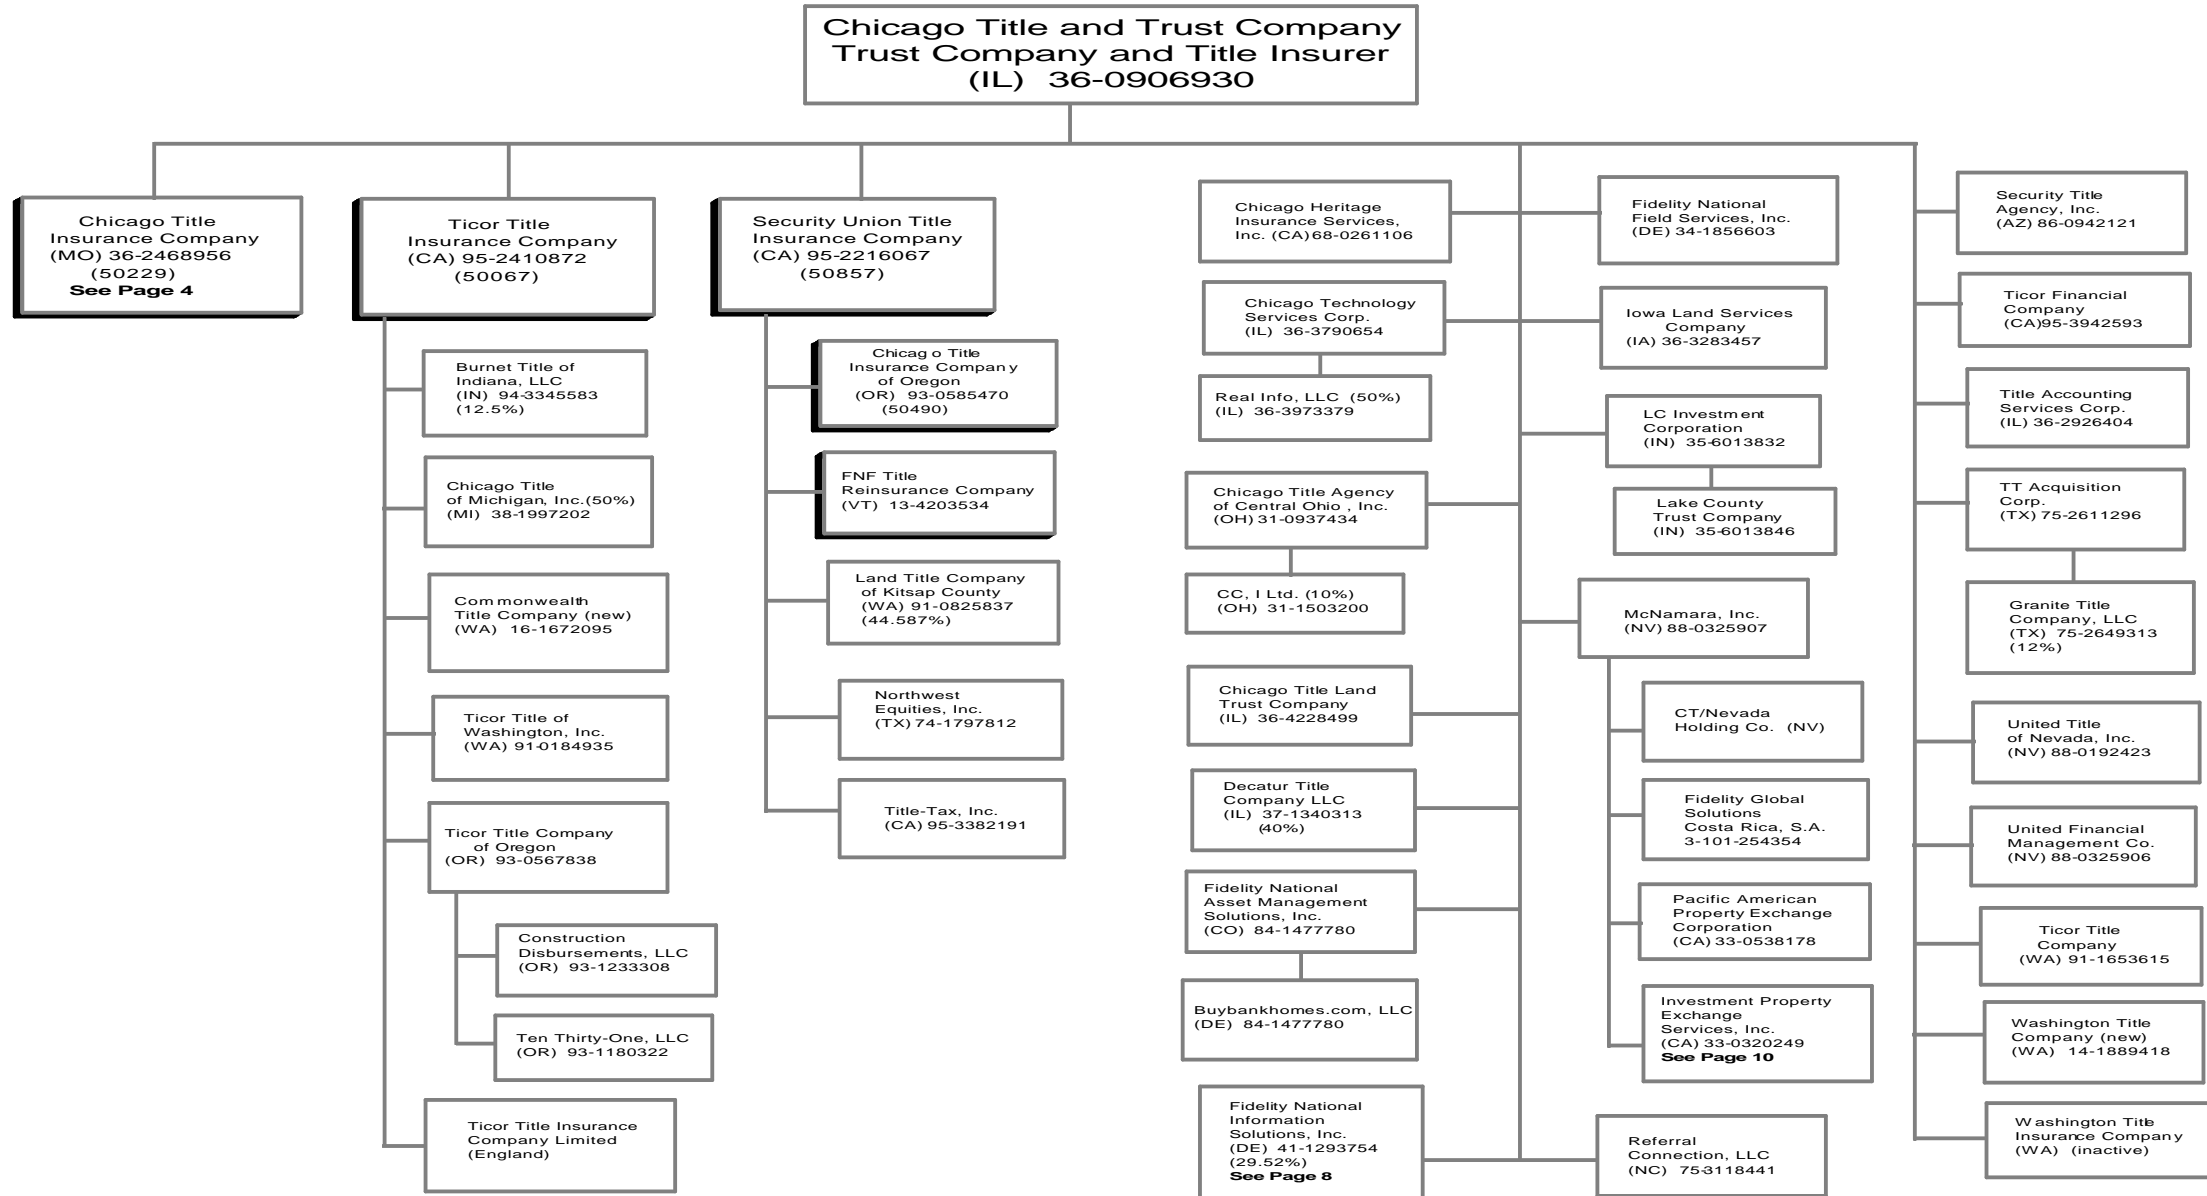 Chicago Title and Trust Company
Trust Company and Title Insurer
(IL) 36-0906930
Chicago Title
Insurance Company
(MO) 36-2468956
(50229)
See Page 4
Ticor Title
Insurance Company
(CA) 95-2410872
(50067)
Burnet Title of
Indiana, LLC
(IN) 94-3345583
(12.5%)
Chicago Title
of Michigan, Inc.(50%)
(MI) 38-1997202
Commonwealth
Title Company (new)
(WA) 16-1672095
Ticor Title of
Washington, Inc.
(WA) 91-0184935
Ticor Title Company
of Oregon
(OR) 93-0567838
Construction
Disbursements, LLC
(OR) 93-1233308
Ten Thirty-One, LLC
(OR) 93-1180322
Ticor Title Insurance
Company Limited
(England)
Security Union Title
Insurance Company
(CA) 95-2216067
(50857)
Chicago Title
Insurance Company
of Oregon
(OR) 93-0585470
(50490)
FNF Title
Reinsurance Company
(VT) 13-4203534
Land Title Company
of Kitsap County
(WA) 91-0825837
(44.587%)
Northwest
Equities, Inc.
(TX) 74-1797812
Title-Tax, Inc.
(CA) 95-3382191
Chicago Heritage
Insurance Services,
Inc. (CA)68-0261106
Chicago Technology
Services Corp.
(IL) 36-3790654
Real Info, LLC (50%)
(IL) 36-3973379
Chicago Title Agency
of Central Ohio , Inc.
(OH) 31-0937434
CC, I Ltd. (10%)
(OH) 31-1503200
Chicago Title Land
Trust Company
(IL) 36-4228499
Decatur Title
Company LLC
(IL) 37-1340313
(40%)
Fidelity National
Asset Management
Solutions, Inc.
(CO) 84-1477780
Buybankhomes.com, LLC
(DE) 84-1477780
Fidelity National
Information
Solutions, Inc.
(DE) 41-1293754
(29.52%)
See Page 8
Fidelity National
Field Services, Inc.
(DE) 34-1856603
Iowa Land Services
Company
(IA) 36-3283457
LC Investment
Corporation
(IN) 35-6013832
Lake County
Trust Company
(IN) 35-6013846
McNamara, Inc.
(NV) 88-0325907
CT/Nevada
Holding Co. (NV)
Fidelity Global
Solutions
Costa Rica, S.A.
3-101-254354
Pacific American
Property Exchange
Corporation
(CA) 33-0538178
Investment Property
Exchange
Services, Inc.
(CA) 33-0320249
See Page 10
Referral
Connection, LLC
(NC) 75-3118441
Security Title
Agency, Inc.
(AZ) 86-0942121
Ticor Financial
Company
(CA)95-3942593
Title Accounting
Services Corp.
(IL) 36-2926404
TT Acquisition
Corp.
(TX) 75-2611296
Granite Title
Company, LLC
(TX) 75-2649313
(12%)
United Title
of Nevada, Inc.
(NV) 88-0192423
United Financial
Management Co.
(NV) 88-0325906
Ticor Title
Company
(WA) 91-1653615
Washington Title
Company (new)
(WA) 14-1889418
Washington Title
Insurance Company
(WA) (inactive)